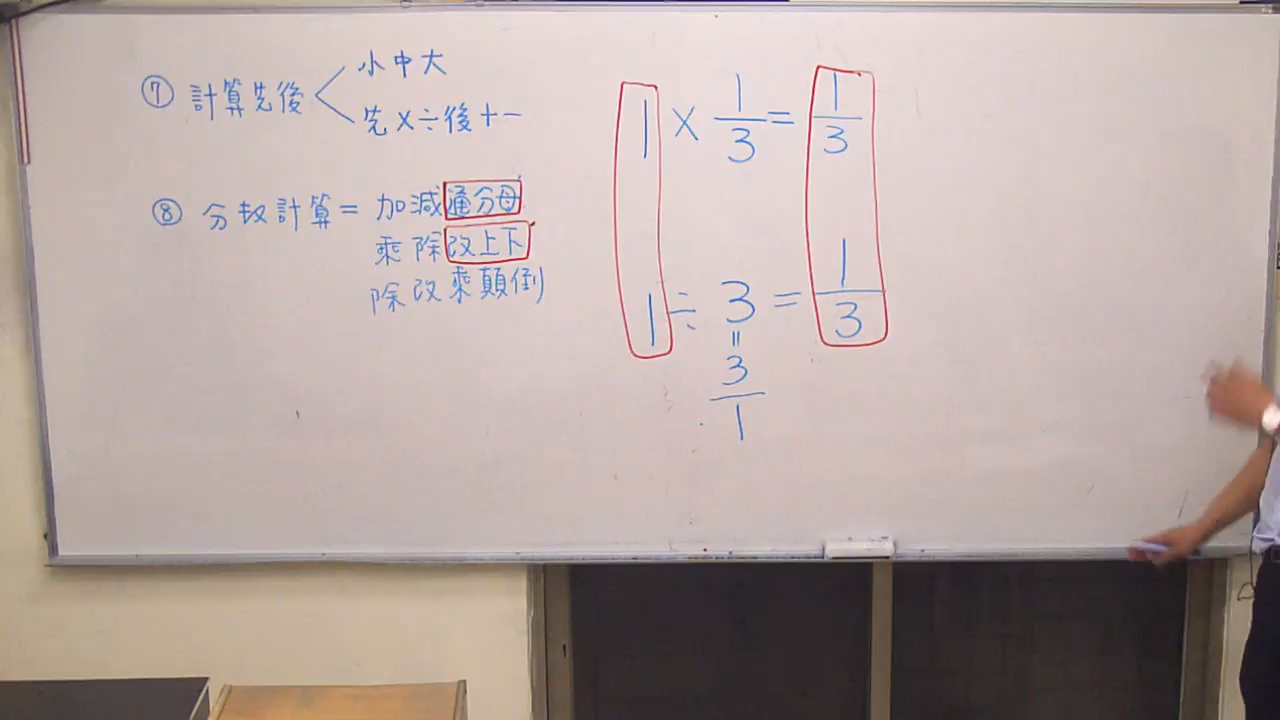 ⑦ 計算先後 小中大
先×÷後+-
⑧ 分数計算= 加減通分母
乘除改上下
除改乘顛倒
1 × 1/3 = 1/3
1 ÷ 3 = 1/3
=
3/1